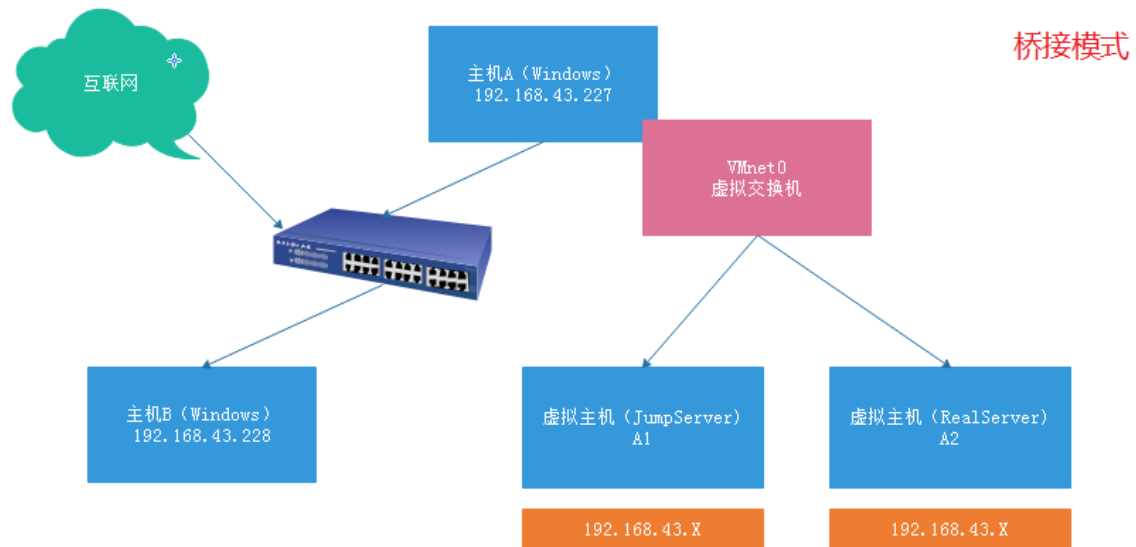 桥接模式
互联网
主机A（Windows）
192.168.43.227
VMnet0
虚拟交换机
主机B（Windows）
192.168.43.228
虚拟主机（JumpServer）
A1
虚拟主机（RealServer）
A2
192.168.43.X
192.168.43.X